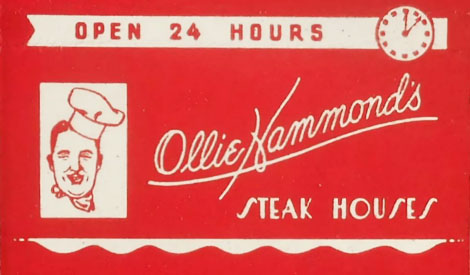 OPEN 24 HOURS
Ollie Hammond's
STEAK HOUSES